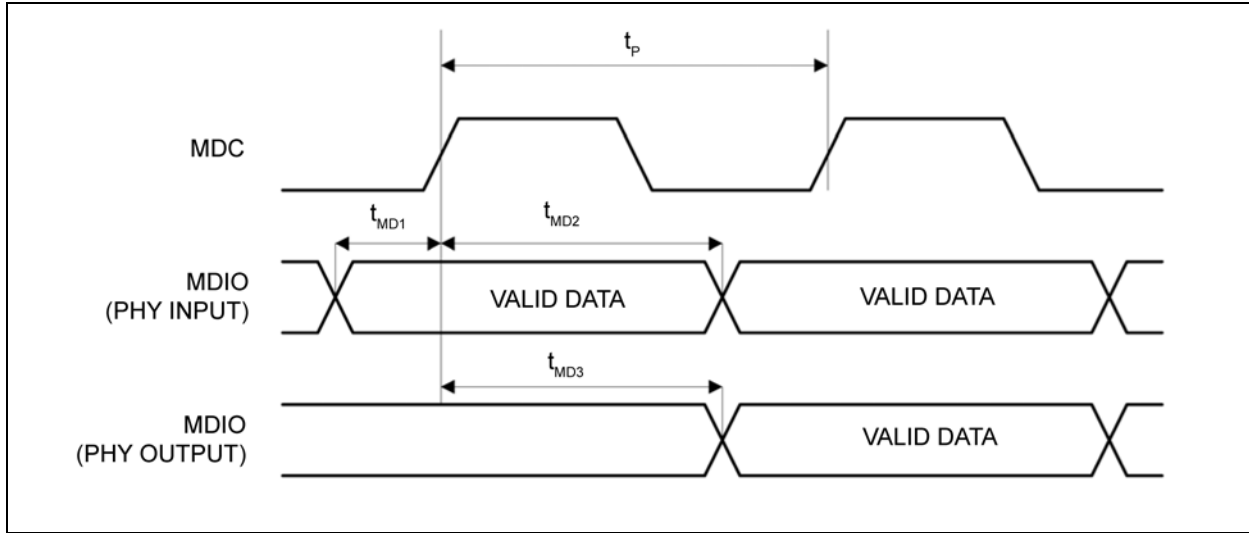 tP
MDC
tMD1
tMD2
MDIO
(PHY INPUT)
VALID DATA
VALID DATA
tMD3
MDIO
(PHY OUTPUT)
VALID DATA